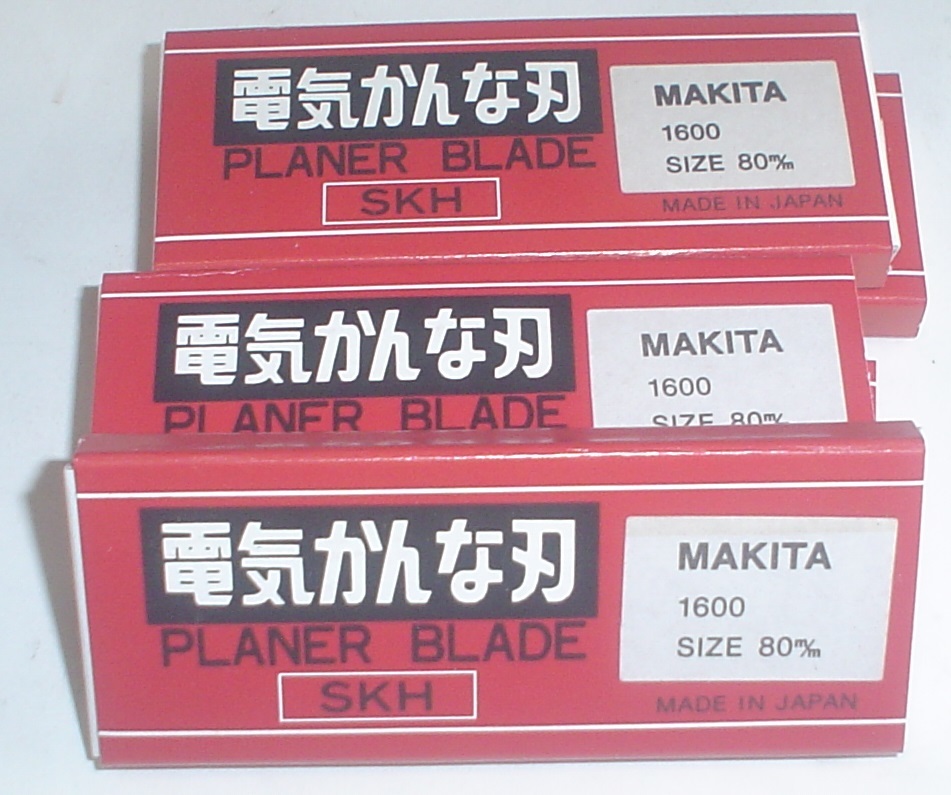 電気かんな刃
PLANER BLADE
SKH
MAKITA
1600
SIZE 80m/m
MADE IN JAPAN
電気かんな刃
PLANER BLADE
MAKITA
1600
SIZE 80m/m
電気かんな刃
PLANER BLADE
SKH
MAKITA
1600
SIZE 80m/m
MADE IN JAPAN